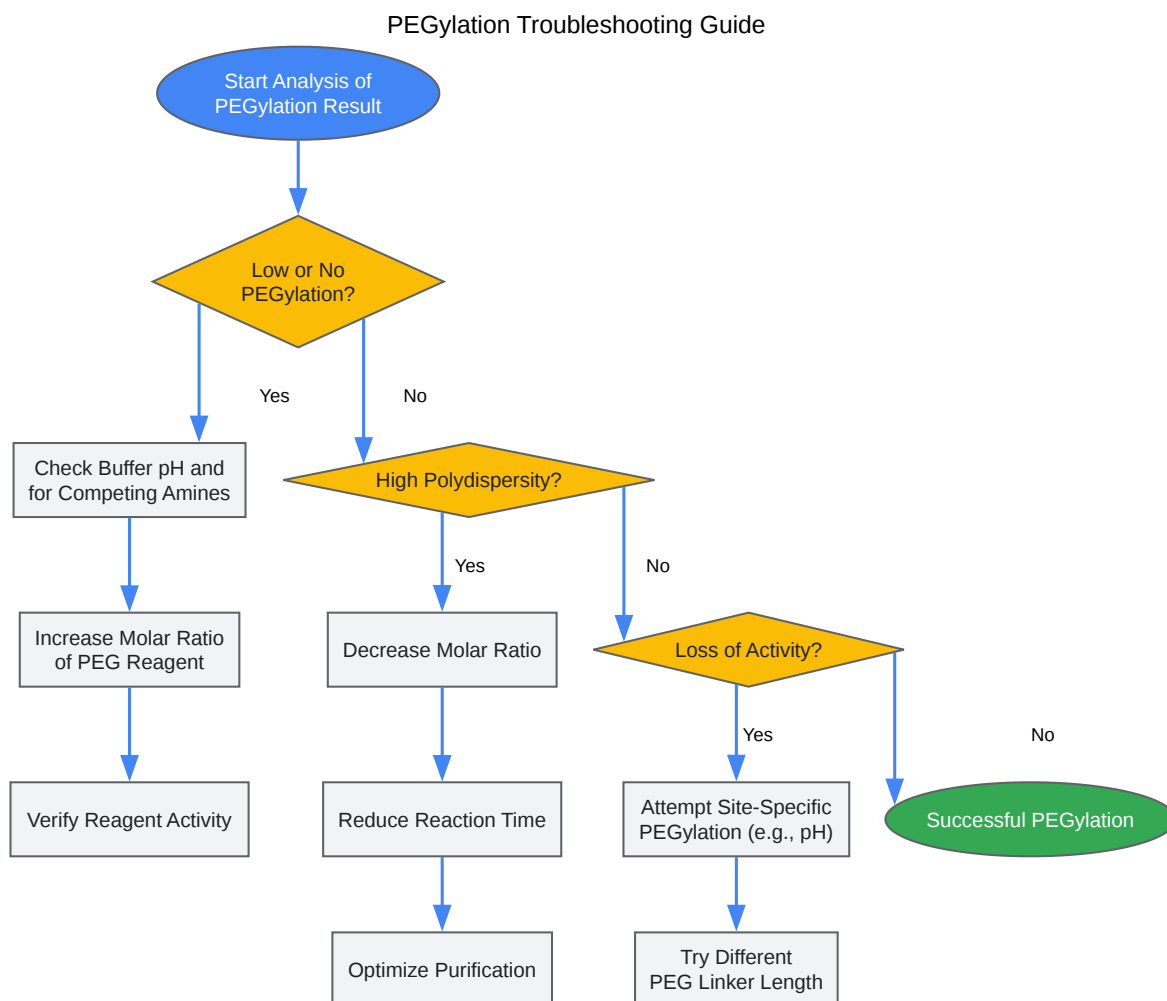 PEGylation Troubleshooting Guide
Start Analysis of
PEGylation Result
Low or No
PEGylation?
Yes
No
Check Buffer pH and
for Competing Amines
High Polydispersity?
Yes
No
Increase Molar Ratio
of PEG Reagent
Decrease Molar Ratio
Loss of Activity?
Yes
No
Verify Reagent Activity
Reduce Reaction Time
Attempt Site-Specific
PEGylation (e.g., pH)
Successful PEGylation
Optimize Purification
Try Different
PEG Linker Length